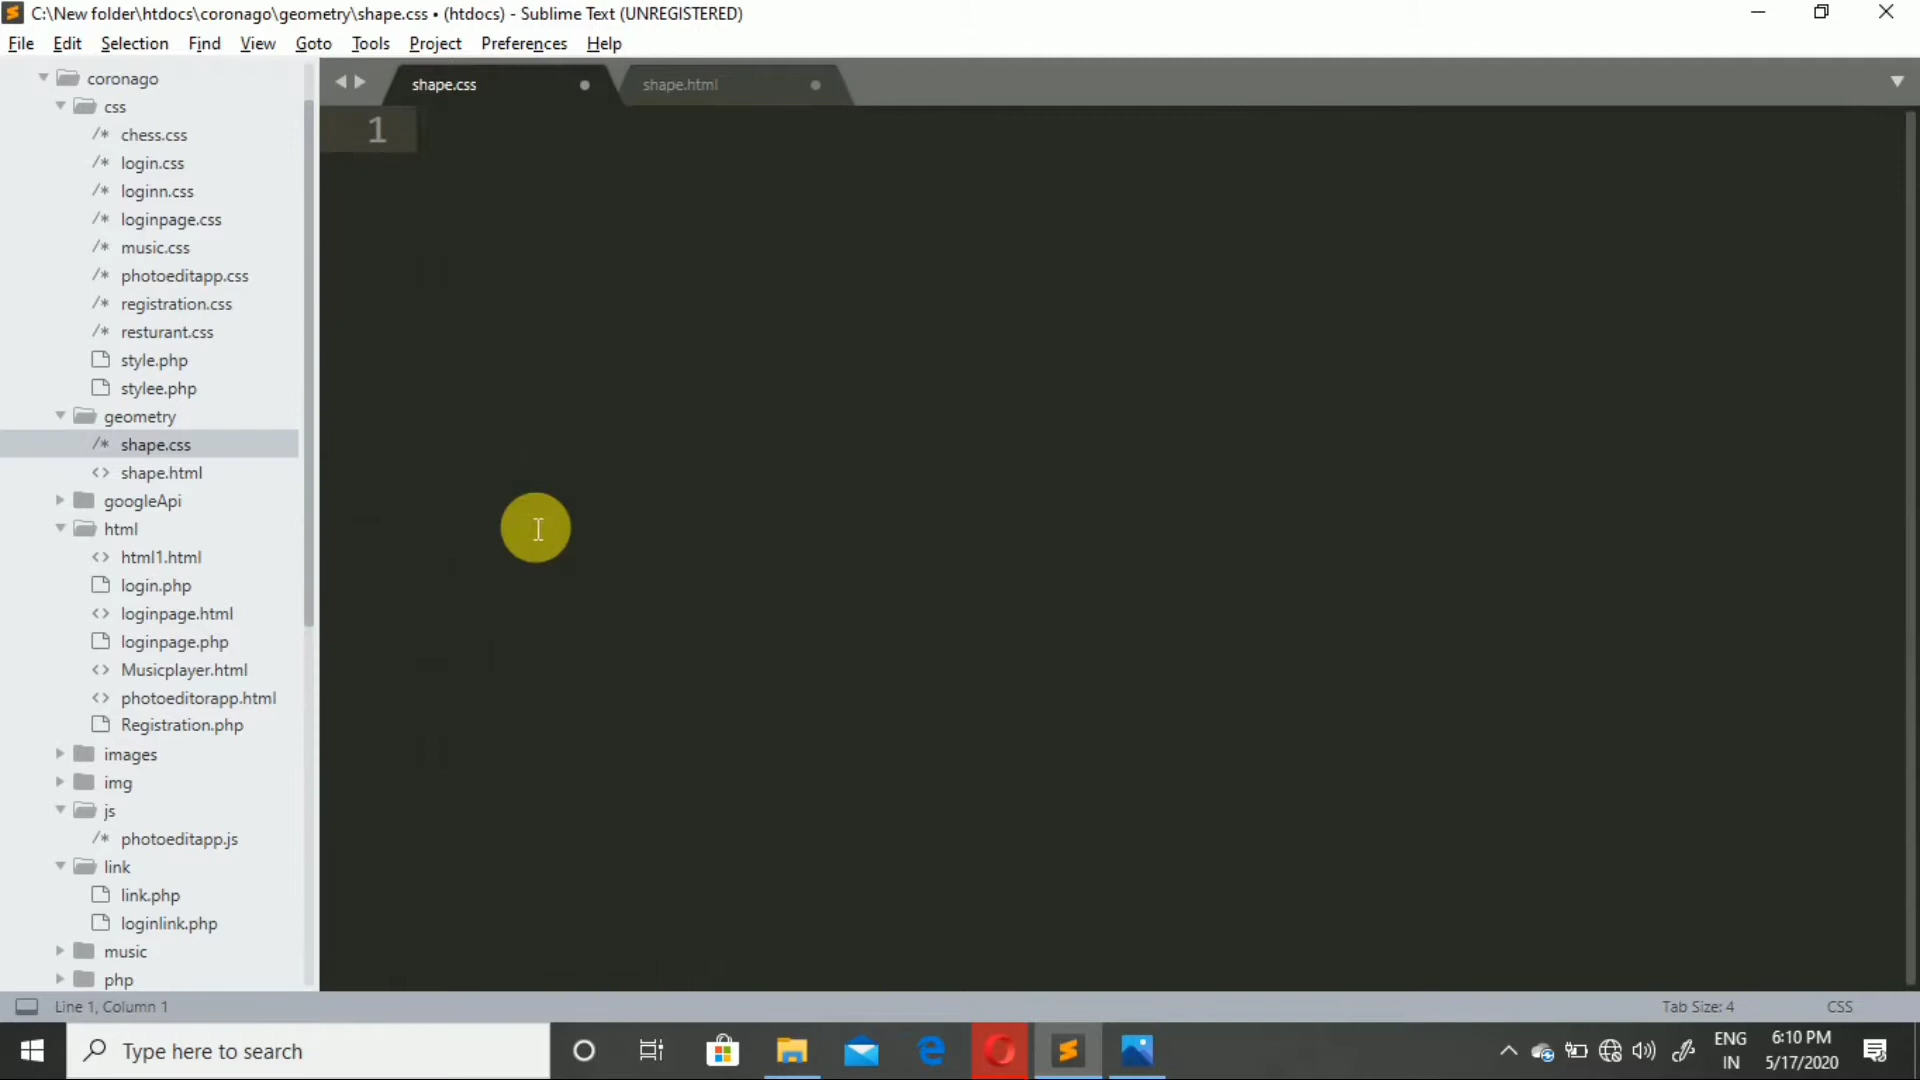 C:\New folder\htdocs\coronago\geometry\shape.css • (htdocs) - Sublime Text (UNREGISTERED)
File Edit Selection Find View Goto Tools Project Preferences Help
coronago
css
/* chess.css
/* login.css
/* loginn.css
/* loginpage.css
/* music.css
/* photoeditapp.css
/* registration.css
/* resturant.css
style.php
stylee.php
geometry
/* shape.css
<> shape.html
googleApi
html
<> html1.html
login.php
<> loginpage.html
loginpage.php
<> Musicplayer.html
<> photoeditorapp.html
Registration.php
images
img
js
/* photoeditapp.js
link
link.php
loginlink.php
music
php
shape.css shape.html
1
Line 1, Column 1 Tab Size: 4 CSS
Type here to search
ENG
IN
6:10 PM
5/17/2020